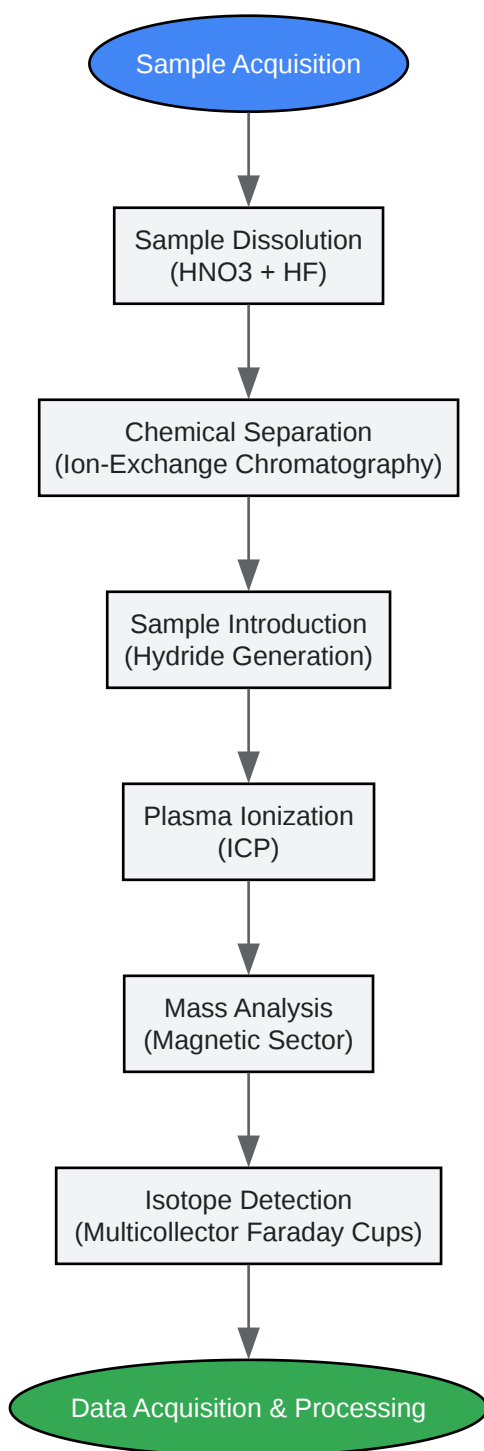 Sample Acquisition
Sample Dissolution
(HNO3 + HF)
Chemical Separation
(Ion-Exchange Chromatography)
Sample Introduction
(Hydride Generation)
Plasma Ionization
(ICP)
Mass Analysis
(Magnetic Sector)
Isotope Detection
(Multicollector Faraday Cups)
Data Acquisition & Processing